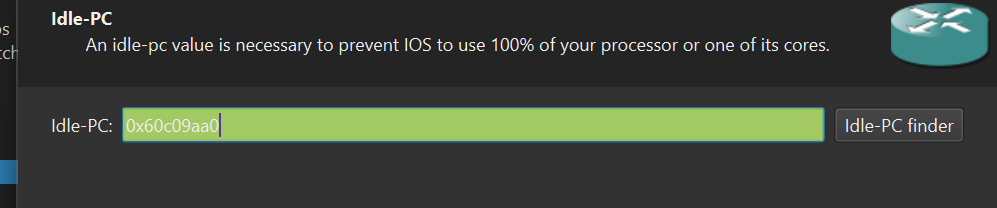 Idle-PC
An idle-pc value is necessary to prevent IOS to use 100% of your processor or one of its cores.
Idle-PC: 0x60c09aa0 Idle-PC finder